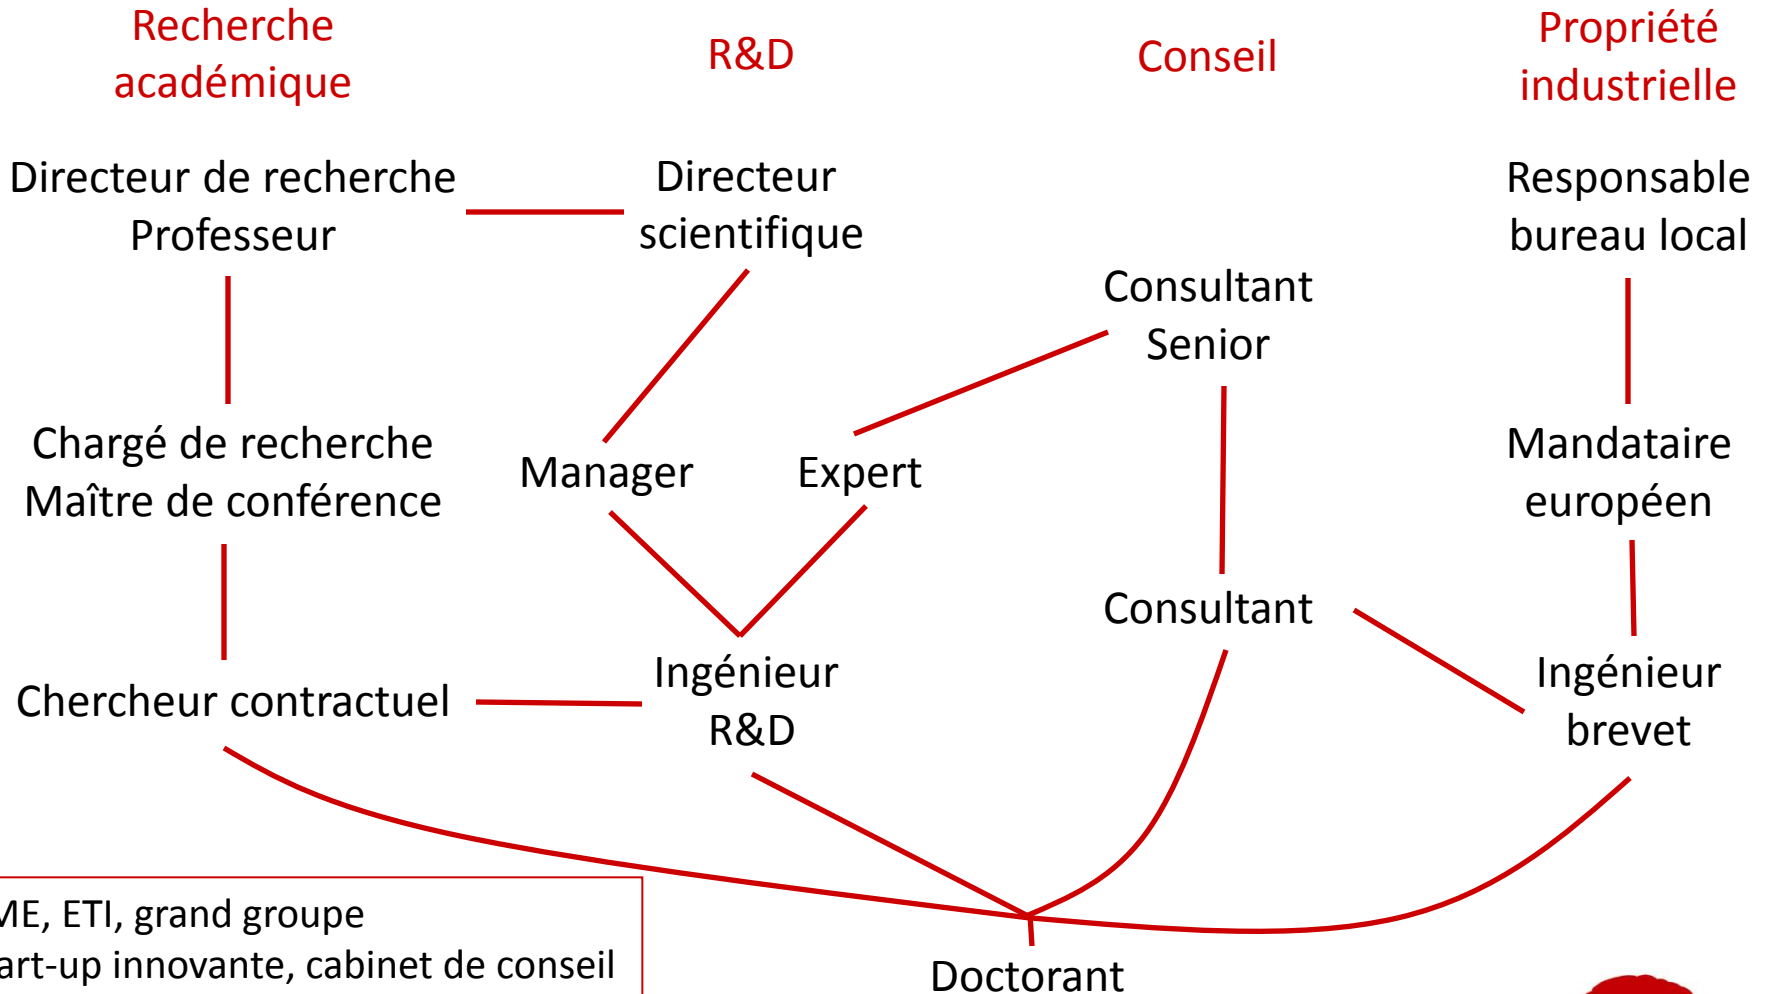 Recherche
académique
R&D
Conseil
Propriété
industrielle
Directeur de recherche
Professeur
Directeur
scientifique
Responsable
bureau local
Consultant
Senior
Chargé de recherche
Maître de conférence
Manager
Expert
Mandataire
européen
Consultant
Chercheur contractuel
Ingénieur
R&D
Ingénieur
brevet
ME, ETI, grand groupe
art-up innovante, cabinet de conseil
Doctorant